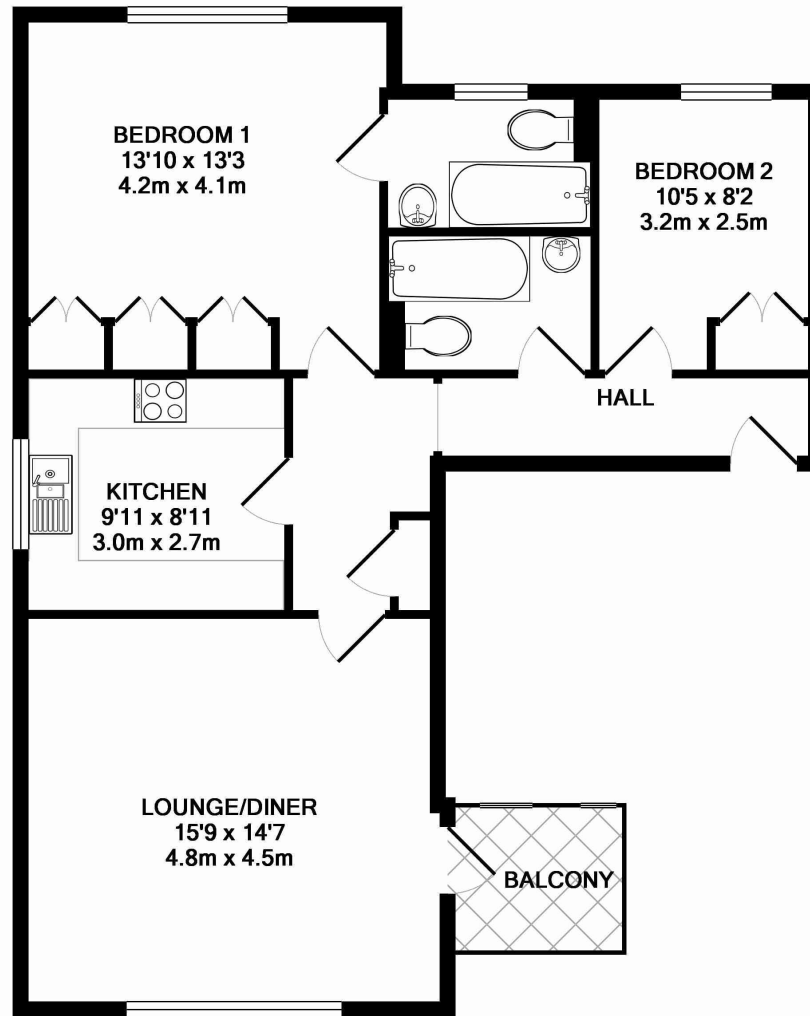 BEDROOM 1
13'10 x 13'3
4.2m x 4.1m
BEDROOM 2
10'5 x 8'2
3.2m x 2.5m
HALL
KITCHEN
9'11 x 8'11
3.0m x 2.7m
LOUNGE/DINER
15'9 x 14'7
4.8m x 4.5m
BALCONY